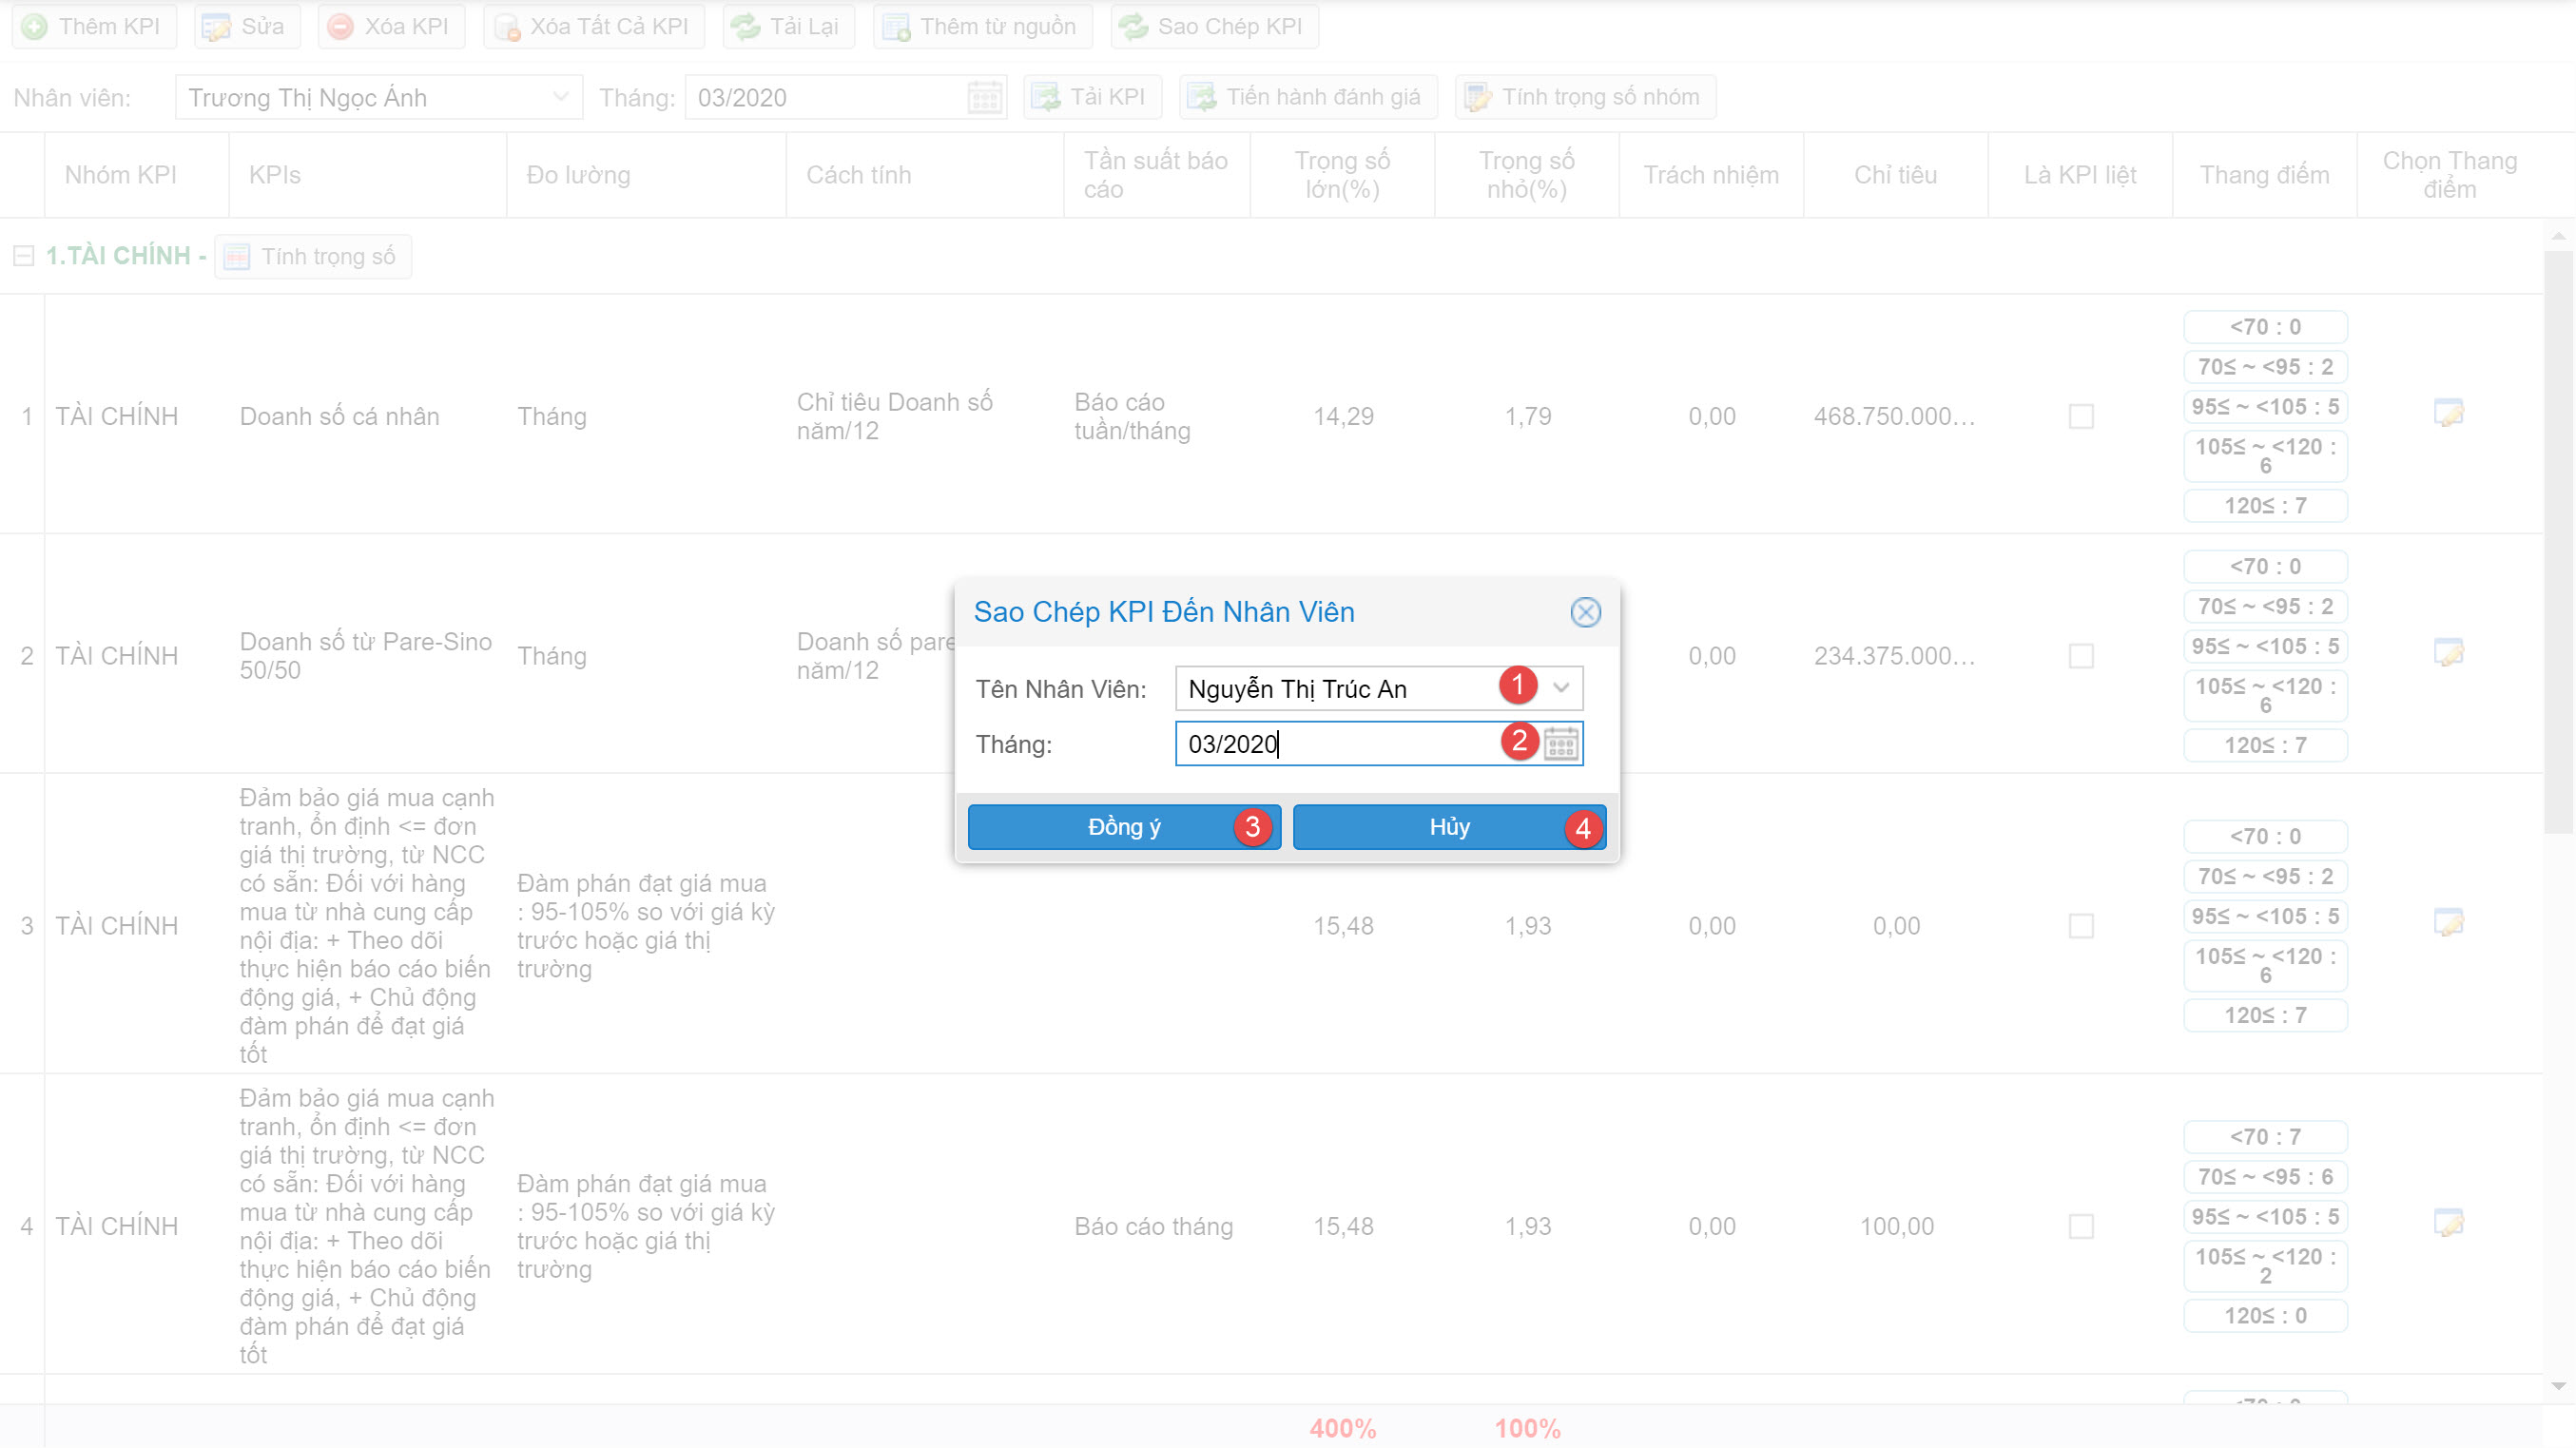 Thêm KPI Sửa Xóa KPI Xóa Tất Cả KPI Tải Lại Thêm từ nguồn Sao Chép KPI
Nhân viên: Trương Thị Ngọc Ánh Tháng: 03/2020 Tải KPI Tiến hành đánh giá Tính trọng số nhóm
Nhóm KPI KPIs Đo lường Cách tính Tần suất báo cáo Trọng số lớn(%) Trọng số nhỏ(%) Trách nhiệm Chỉ tiêu Là KPI liệt Thang điểm Chọn Thang điểm
1.TÀI CHÍNH - Tính trọng số
1 TÀI CHÍNH Doanh số cá nhân Tháng
Chỉ tiêu Doanh số
năm/12
Báo cáo
tuần/tháng
14,29 1,79 0,00 468.750.000...
<70 : 0
70≤ ~ <95 : 2
95≤ ~ <105 : 5
105≤ ~ <120 :
6
120≤ : 7
2 TÀI CHÍNH
Doanh số từ Pare-Sino
50/50
Tháng
Doanh số pare
năm/12
0,00 234.375.000...
<70 : 0
70≤ ~ <95 : 2
95≤ ~ <105 : 5
105≤ ~ <120 :
6
120≤ : 7
Sao Chép KPI Đến Nhân Viên
Tên Nhân Viên: Nguyễn Thị Trúc An 1
Tháng: 03/2020 2
Đồng ý 3 Hủy 4
3 TÀI CHÍNH
Đảm bảo giá mua cạnh
tranh, ổn định <= đơn
giá thị trường, từ NCC
có sẵn: Đối với hàng
mua từ nhà cung cấp
nội địa: + Theo dõi
thực hiện báo cáo biến
động giá, + Chủ động
đàm phán để đạt giá
tốt
Đàm phán đạt giá mua
: 95-105% so với giá kỳ
trước hoặc giá thị
trường
15,48 1,93 0,00 0,00
<70 : 0
70≤ ~ <95 : 2
95≤ ~ <105 : 5
105≤ ~ <120 :
6
120≤ : 7
4 TÀI CHÍNH
Đảm bảo giá mua cạnh
tranh, ổn định <= đơn
giá thị trường, từ NCC
có sẵn: Đối với hàng
mua từ nhà cung cấp
nội địa: + Theo dõi
thực hiện báo cáo biến
động giá, + Chủ động
đàm phán để đạt giá
tốt
Đàm phán đạt giá mua
: 95-105% so với giá kỳ
trước hoặc giá thị
trường
Báo cáo tháng 15,48 1,93 0,00 100,00
<70 : 7
70≤ ~ <95 : 6
95≤ ~ <105 : 5
105≤ ~ <120 :
2
120≤ : 0
400% 100%